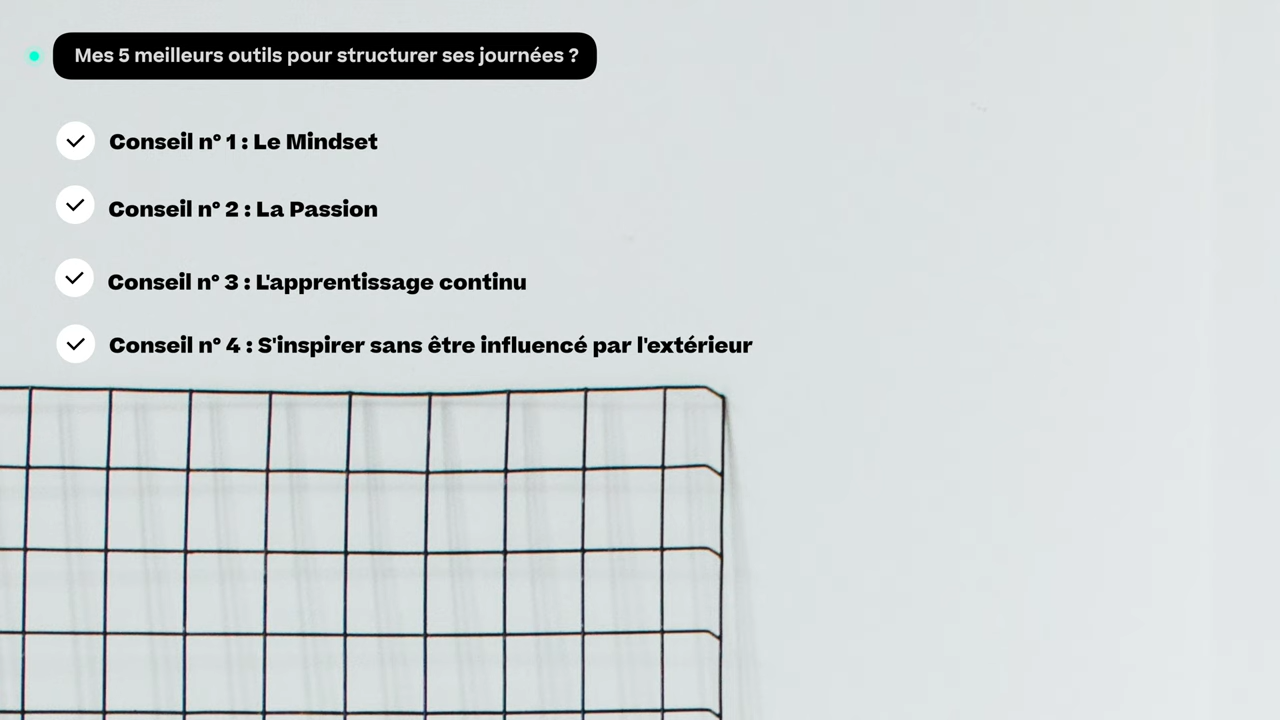 Mes 5 meilleurs outils pour structurer ses journées ?
Conseil n° 1 : Le Mindset
Conseil n° 2 : La Passion
Conseil n° 3 : L'apprentissage continu
Conseil n° 4 : S'inspirer sans être influencé par l'extérieur